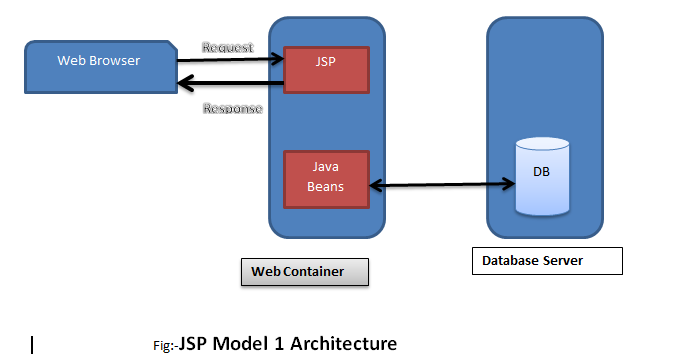 Request
Web Browser
JSP
Response
Java
Beans
DB
Web Container
Database Server
Fig:-JSP Model 1 Architecture